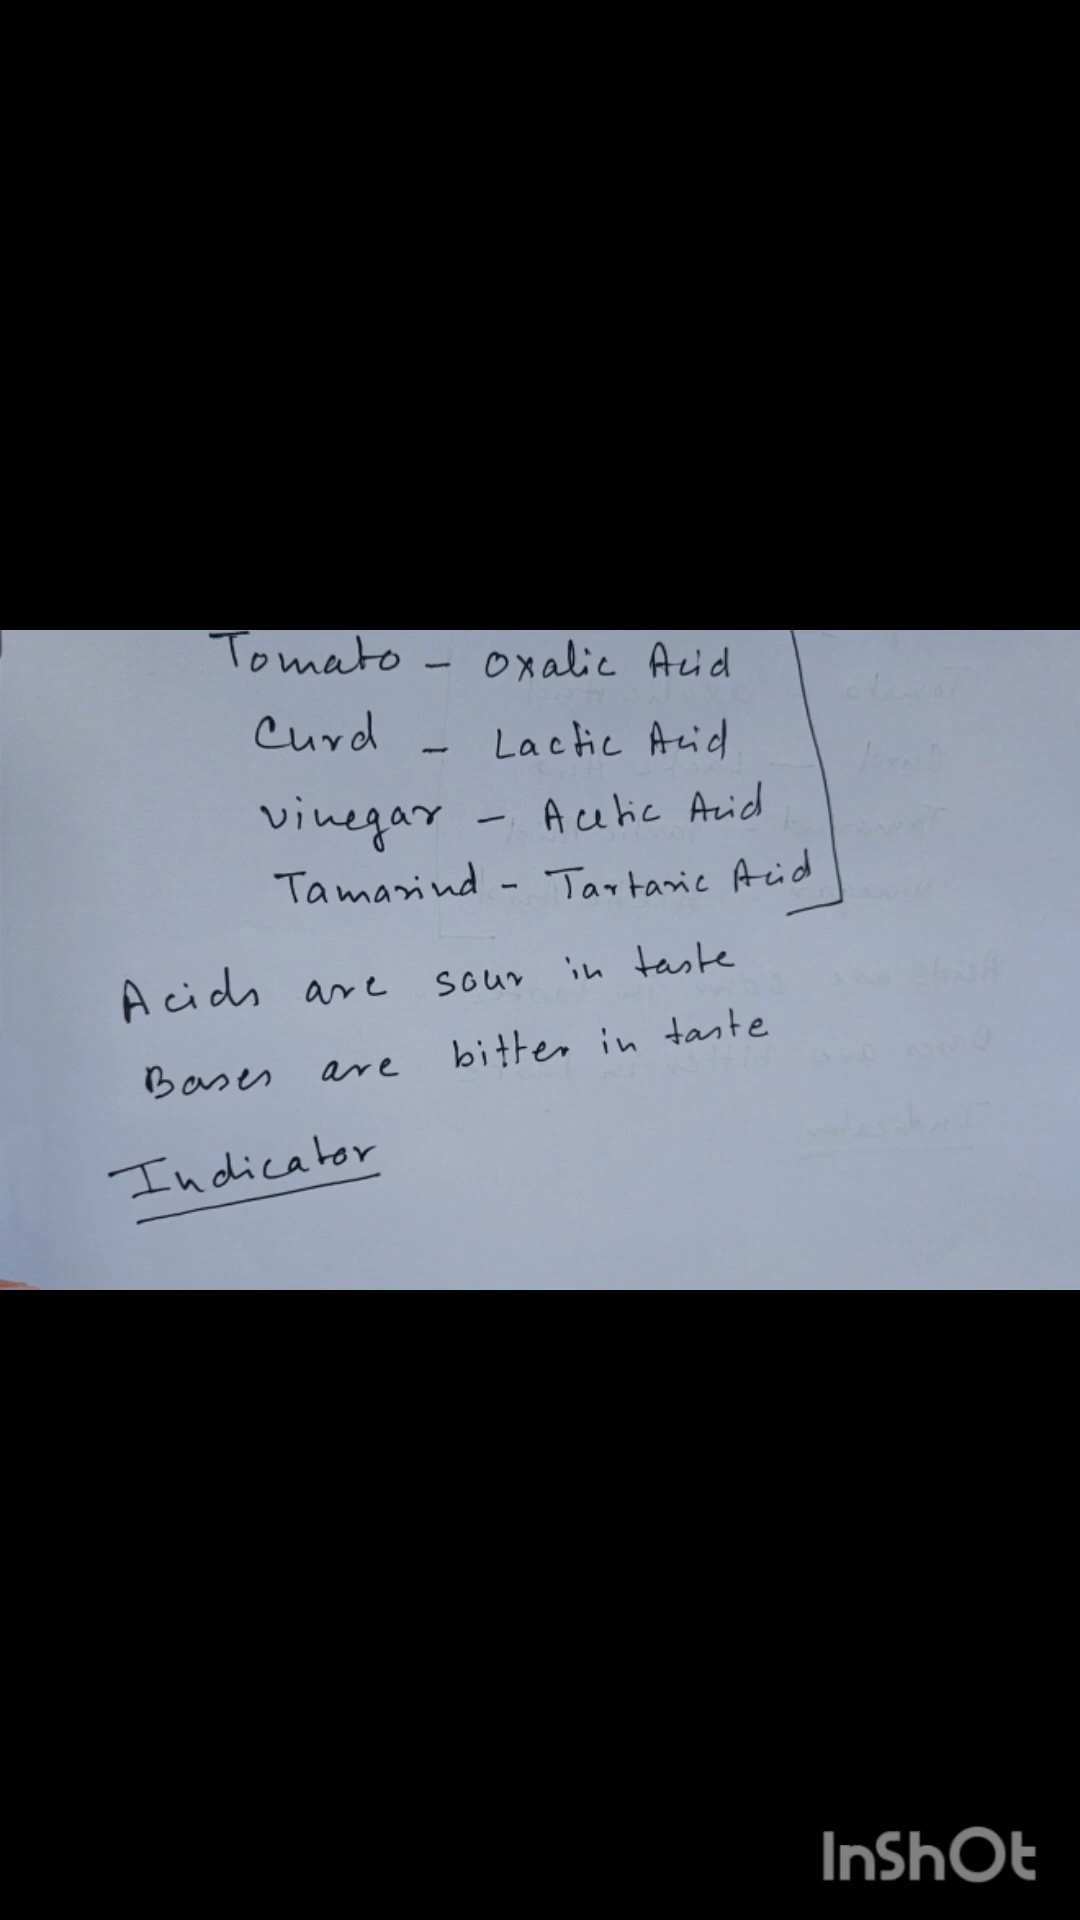 Tomato - Oxalic Acid
Curd - Lactic Acid
Vinegar - Acetic Acid
Tamarind - Tartaric Acid
Acids are sour in taste
Bases are bitter in taste
Indicator
InShOt